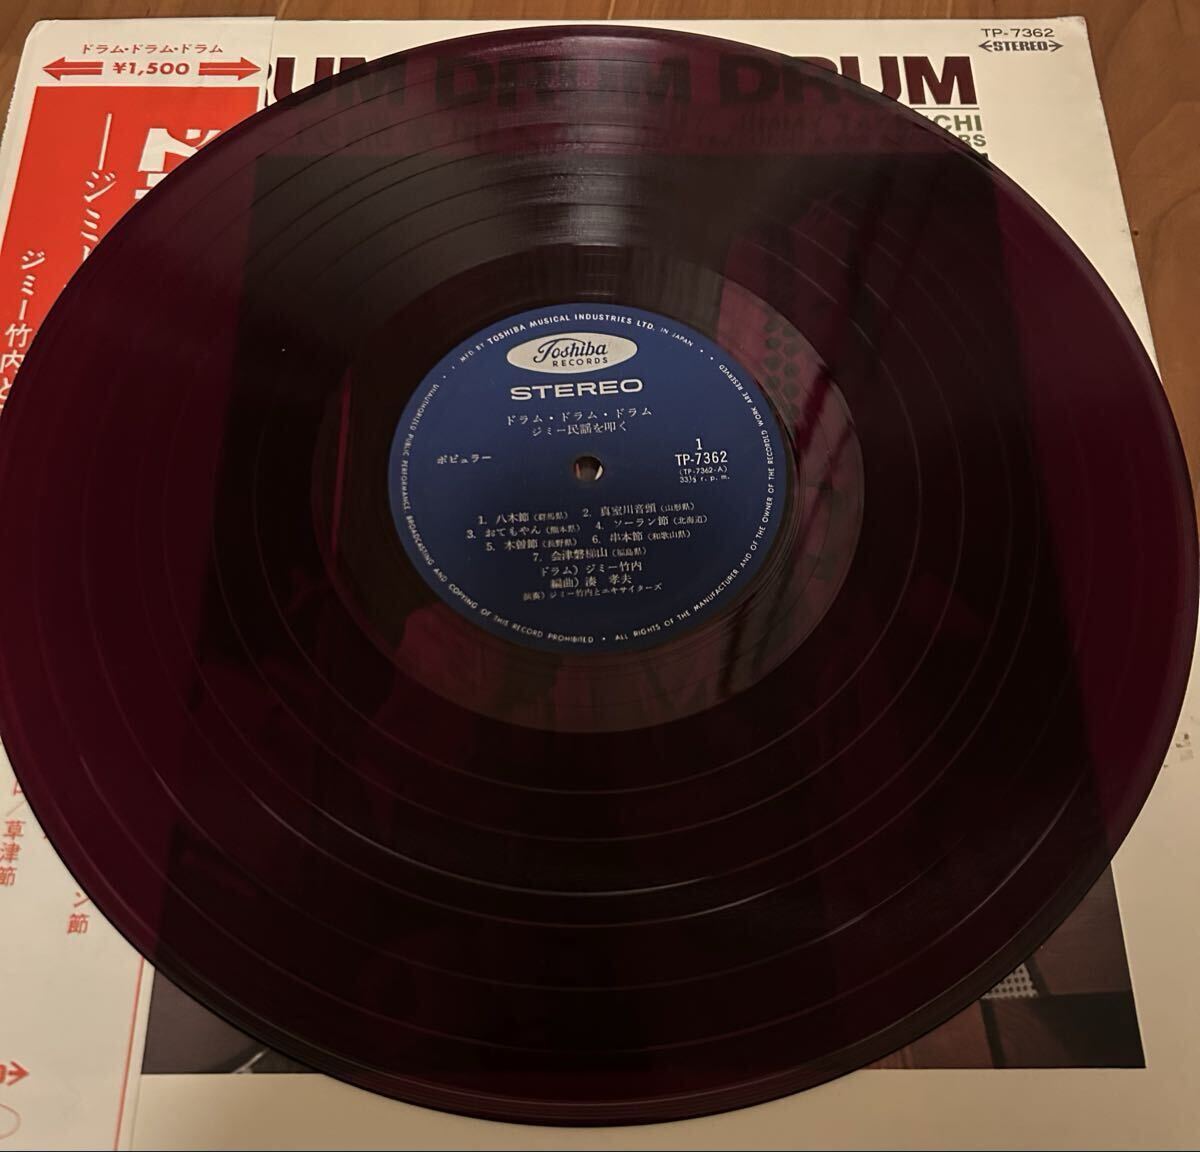 ドラム・ドラム・ドラム
¥1,500
ジミー竹内と
草津節
ン節
TP-7362
STEREO
DRUM
MFD BY TOSHIBA MUSICAL INDUSTRIES LTD. IN JAPAN
Toshiba
RECORDS
STEREO
ドラム・ドラム・ドラム
ジミー民謡を叩く
ポピュラー
1
TP-7362
(TP-7362-A)
33⅓ r.p.m.
1. 八木節(群馬県) 2. 真室川音頭(山形県)
3. おてもやん(熊本県) 4. ソーラン節(北海道)
5. 木曽節(長野県) 6. 串本節(和歌山県)
7. 会津磐梯山(福島県)
ドラム) ジミー竹内
編曲) 湊 孝夫
演奏) ジミー竹内とエキサイターズ
UNAUTHORIZED PUBLIC PERFORMANCE, BROADCASTING AND COPYING OF THIS RECORD PROHIBITED • ALL RIGHTS OF THE MANUFACTURER AND OF THE OWNER OF THE RECORDED WORK ARE RESERVED